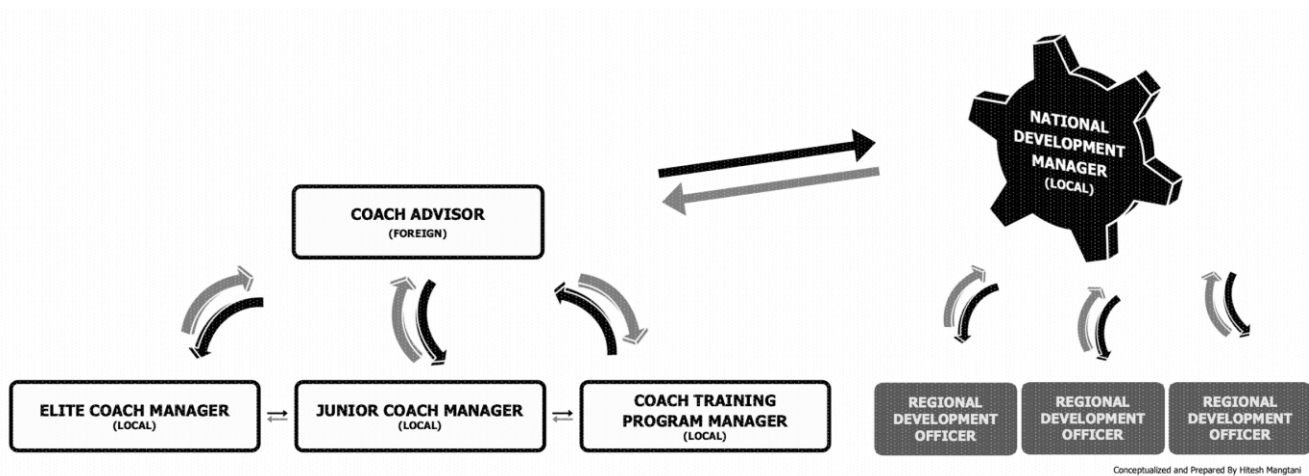 NATIONAL
DEVELOPMENT
MANAGER
(LOCAL)
COACH ADVISOR
(FOREIGN)
ELITE COACH MANAGER
(LOCAL)
JUNIOR COACH MANAGER
(LOCAL)
COACH TRAINING
PROGRAM MANAGER
(LOCAL)
REGIONAL
DEVELOPMENT
OFFICER
REGIONAL
DEVELOPMENT
OFFICER
REGIONAL
DEVELOPMENT
OFFICER
Conceptualized and Prepared By Hitesh Mangtani